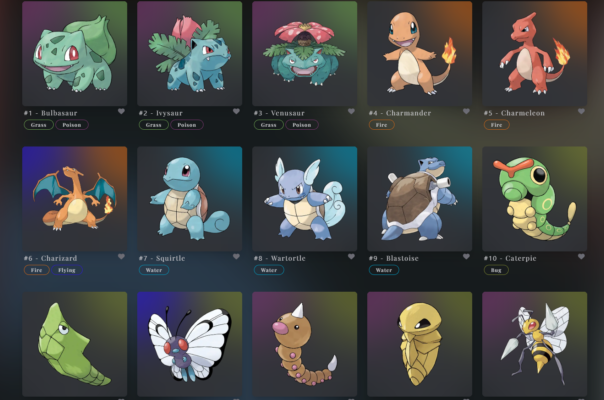 #1 - Bulbasaur
Grass Poison
#2 - Ivysaur
Grass Poison
#3 - Venusaur
Grass Poison
#4 - Charmander
Fire
#5 - Charmeleon
Fire
#6 - Charizard
Fire Flying
#7 - Squirtle
Water
#8 - Wartortle
Water
#9 - Blastoise
Water
#10 - Caterpie
Bug